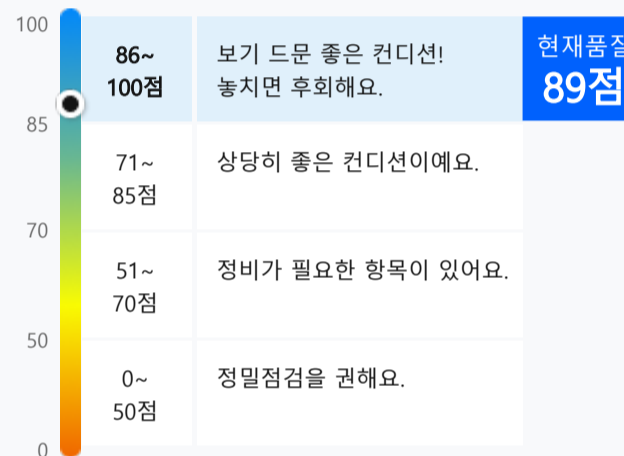 100
86~
100점
보기 드문 좋은 컨디션!
놓치면 후회해요.
현재품질
89점
85
71~
85점
상당히 좋은 컨디션이예요.
70
51~
70점
정비가 필요한 항목이 있어요.
50
0~
50점
정밀점검을 권해요.
0